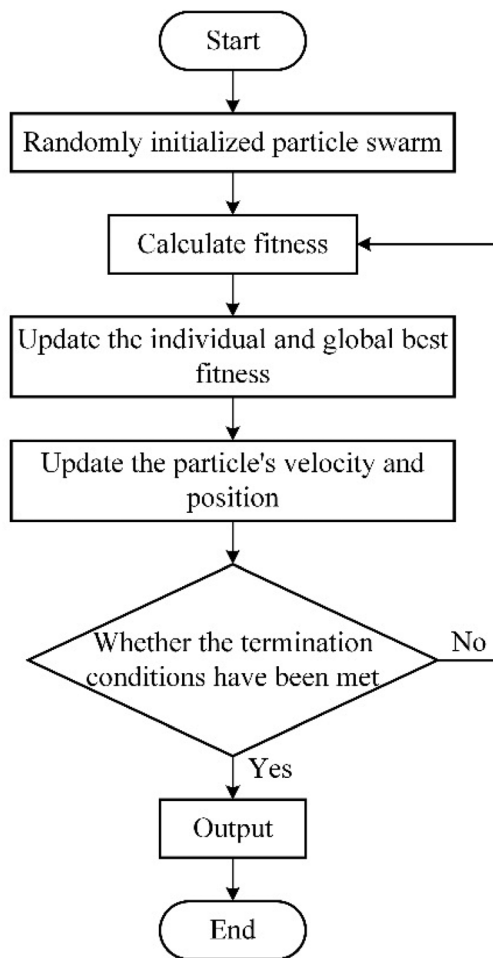 Start
Randomly initialized particle swarm
Calculate fitness
Update the individual and global best
fitness
Update the particle's velocity and
position
Whether the termination
conditions have been met
No
Yes
Output
End